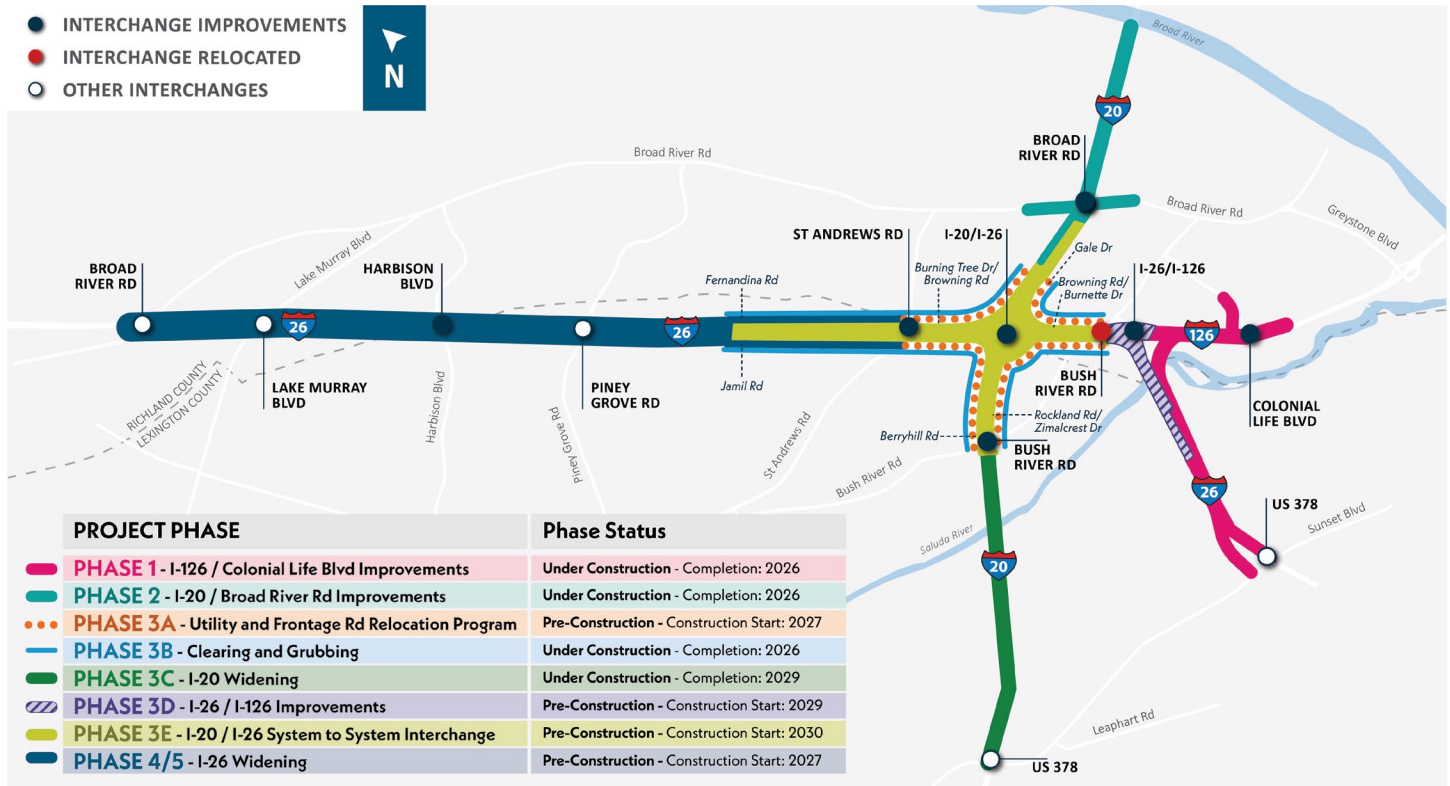 INTERCHANGE IMPROVEMENTS
INTERCHANGE RELOCATED
OTHER INTERCHANGES
N
Broad River
20
BROAD
RIVER RD
Broad River Rd
Broad River Rd
Greystone Blvd
Lake Murray Blvd
ST ANDREWS RD
I-20/I-26
Gale Dr
BROAD
RIVER RD
HARBISON
BLVD
Fernandina Rd
Burning Tree Dr/
Browning Rd
Browning Rd/
Burnette Dr
I-26/I-126
26
26
126
RICHLAND COUNTY
LEXINGTON COUNTY
LAKE MURRAY
BLVD
Harbison Blvd
PINEY
GROVE RD
Piney Grove Rd
Jamil Rd
St Andrews Rd
BUSH
RIVER RD
COLONIAL
LIFE BLVD
Rockland Rd/
Zimalcrest Dr
Berryhill Rd
BUSH
RIVER RD
Bush River Rd
26
US 378
Sunset Blvd
Saluda River
20
Leaphart Rd
US 378
PROJECT PHASE Phase Status
PHASE 1 - I-126 / Colonial Life Blvd Improvements Under Construction - Completion: 2026
PHASE 2 - I-20 / Broad River Rd Improvements Under Construction - Completion: 2026
PHASE 3A - Utility and Frontage Rd Relocation Program Pre-Construction - Construction Start: 2027
PHASE 3B - Clearing and Grubbing Under Construction - Completion: 2026
PHASE 3C - I-20 Widening Under Construction - Completion: 2029
PHASE 3D - I-26 / I-126 Improvements Pre-Construction - Construction Start: 2029
PHASE 3E - I-20 / I-26 System to System Interchange Pre-Construction - Construction Start: 2030
PHASE 4/5 - I-26 Widening Pre-Construction - Construction Start: 2027